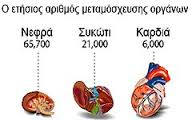 Ο ετήσιος αριθμός μεταμόσχευσης οργάνων
Νεφρά Συκώτι Καρδιά
65,700 21,000 6,000